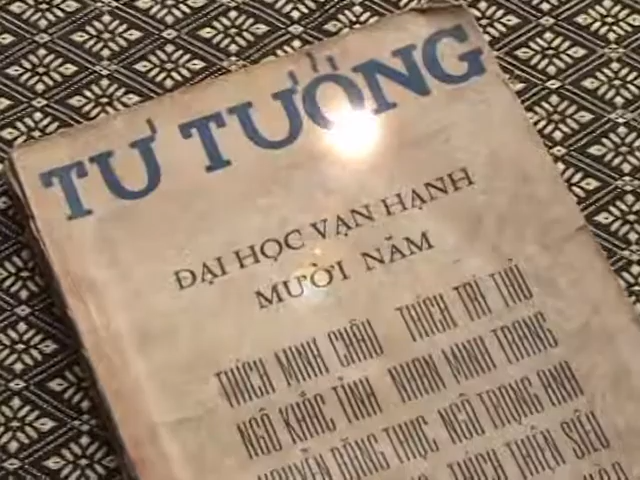 TƯ TƯỞNG
ĐẠI HỌC VẠN HẠNH
MƯỜI NĂM
THÍCH MINH CHÂU THÍCH TRÍ THỦ
NGÔ KHẮC TỈNH NHAN MINH TRANG
NGUYỄN ĐĂNG THỤC NGÔ TRỌNG ANH
THÍCH THIỆN SIÊU